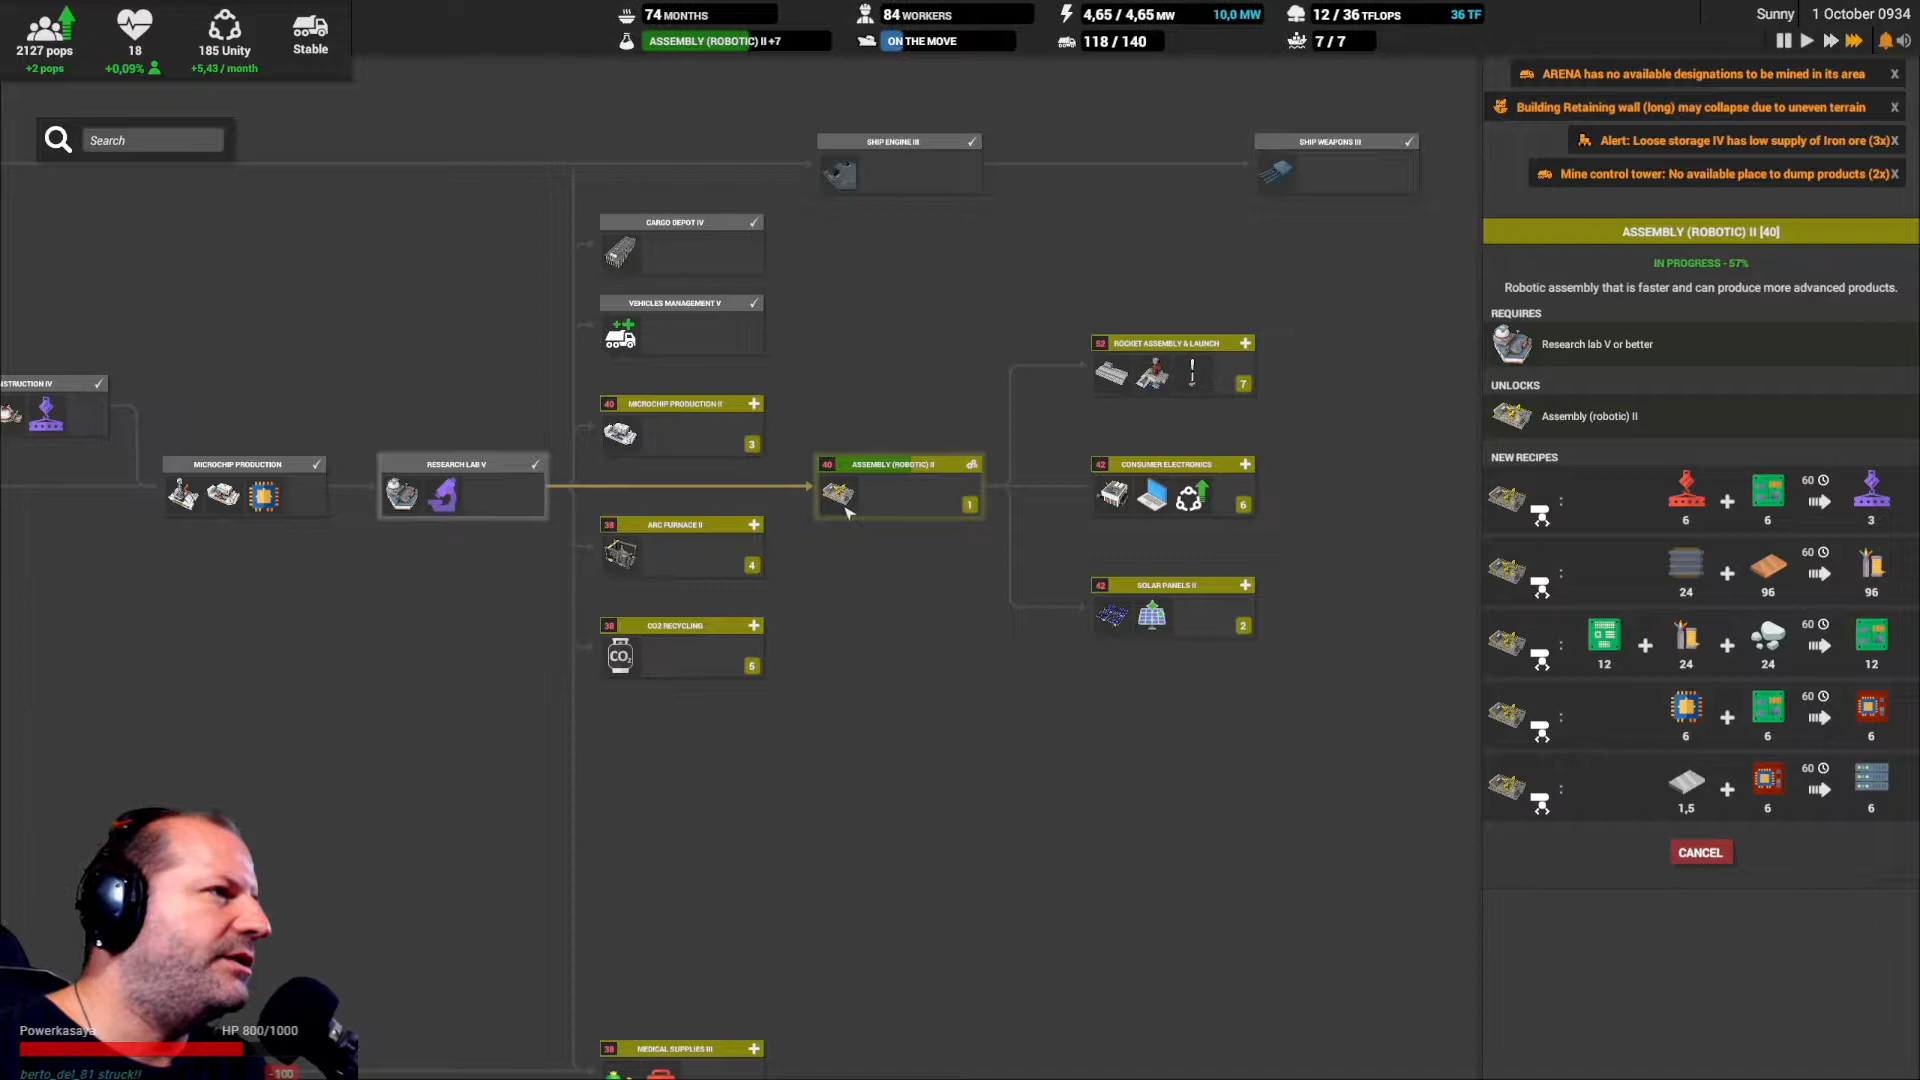 2127 pops
+2 pops
18
+0,09%
185 Unity
+5,43 / month
Stable
74 MONTHS
ASSEMBLY (ROBOTIC) II +7
84 WORKERS
ON THE MOVE
4,65 / 4,65 MW
10,0 MW
118 / 140
12 / 36 TFLOPS
36 TF
7 / 7
Sunny
1 October 0934
ARENA has no available designations to be mined in its area X
Building Retaining wall (long) may collapse due to uneven terrain X
Alert: Loose storage IV has low supply of Iron ore (3x) X
Mine control tower: No available place to dump products (2x) X
Search
SHIP ENGINE III
SHIP WEAPONS III
CARGO DEPOT IV
VEHICLES MANAGEMENT V
NSTRUCTION IV
40 MICROCHIP PRODUCTION II
3
MICROCHIP PRODUCTION
RESEARCH LAB V
38 ARC FURNACE II
4
38 CO2 RECYCLING
CO2
5
40 ASSEMBLY (ROBOTIC) II
1
52 ROCKET ASSEMBLY & LAUNCH
7
42 CONSUMER ELECTRONICS
6
42 SOLAR PANELS II
2
38 MEDICAL SUPPLIES III
ASSEMBLY (ROBOTIC) II [40]
IN PROGRESS - 57%
Robotic assembly that is faster and can produce more advanced products.
REQUIRES
Research lab V or better
UNLOCKS
Assembly (robotic) II
NEW RECIPES
: 6 + 6 60 3
: 24 + 96 60 96
: 12 + 24 + 24 60 12
: 6 + 6 60 6
: 1,5 + 6 60 6
CANCEL
Powerkasaya
HP 800/1000
berto_del_81 struck!!
-100